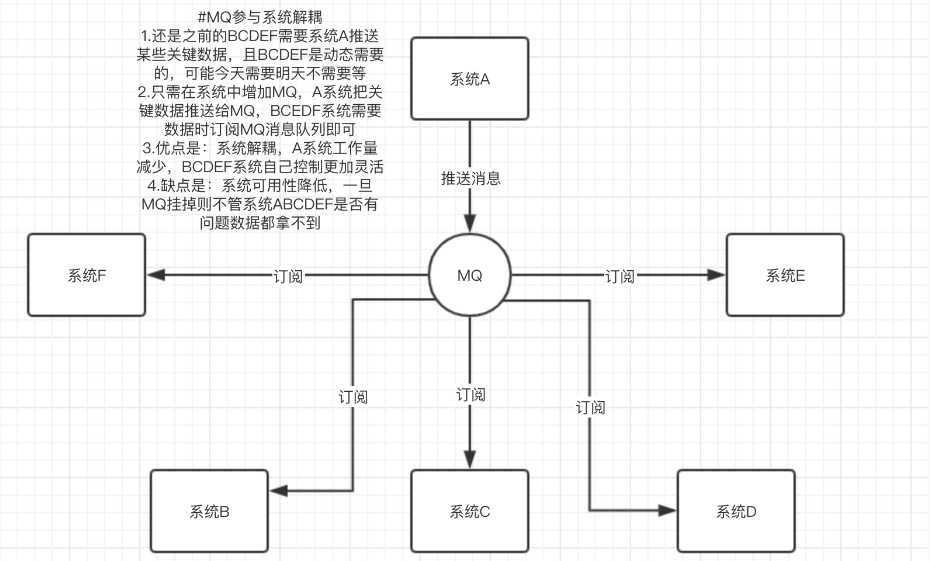 #MQ参与系统解耦
1.还是之前的BCDEF需要系统A推送
某些关键数据，且BCDEF是动态需要
的，可能今天需要明天不需要等
2.只需在系统中增加MQ，A系统把关
键数据推送给MQ，BCEDF系统需要
数据时订阅MQ消息队列即可
3.优点是：系统解耦，A系统工作量
减少，BCDEF系统自己控制更加灵活
4.缺点是：系统可用性降低，一旦
MQ挂掉则不管系统ABCDEF是否有
问题数据都拿不到
系统A
推送消息
系统F
订阅
MQ
订阅
系统E
订阅
订阅
订阅
系统B
系统C
系统D